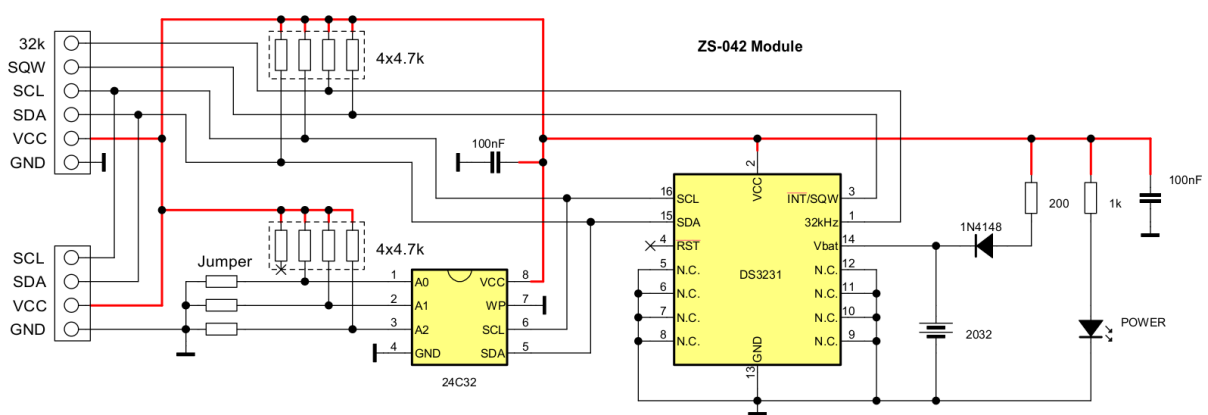 ZS-042 Module
32k
SQW
SCL
SDA
VCC
GND
4x4.7k
100nF
SCL
SDA
VCC
GND
4x4.7k
Jumper
1 A0
2 A1
3 A2
4 GND
VCC 8
WP 7
SCL 6
SDA 5
24C32
2 VCC
16 SCL
15 SDA
4 RST
5 N.C.
6 N.C.
7 N.C.
8 N.C.
INT/SQW 3
32kHz 1
Vbat 14
N.C. 12
N.C. 11
N.C. 10
N.C. 9
DS3231
13 GND
1N4148
200
1k
100nF
2032
POWER